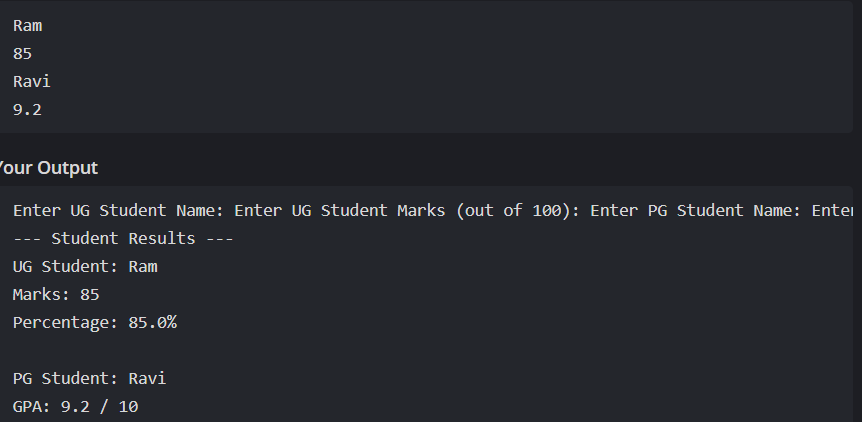 Ram
85
Ravi
9.2
Your Output
Enter UG Student Name: Enter UG Student Marks (out of 100): Enter PG Student Name: Enter
--- Student Results ---
UG Student: Ram
Marks: 85
Percentage: 85.0%
PG Student: Ravi
GPA: 9.2 / 10